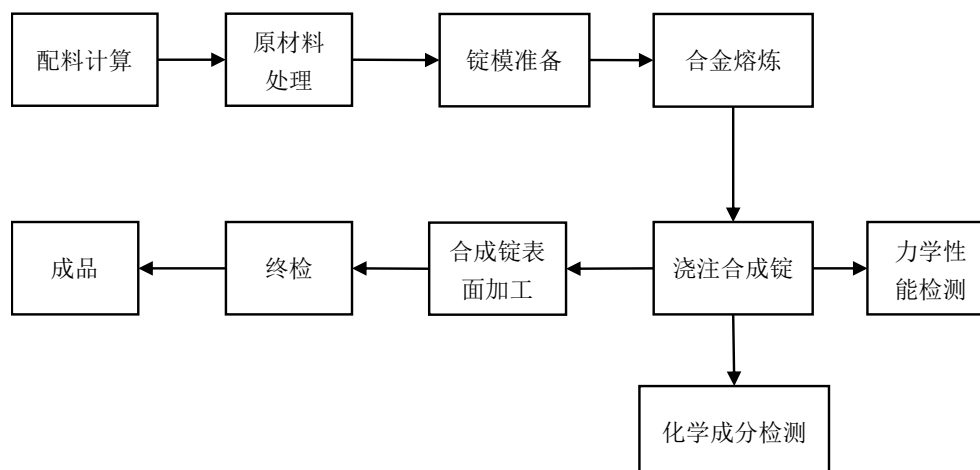 配料计算
原材料
处理
锭模准备
合金熔炼
成品
终检
合成锭表
面加工
浇注合成锭
力学性
能检测
化学成分检测